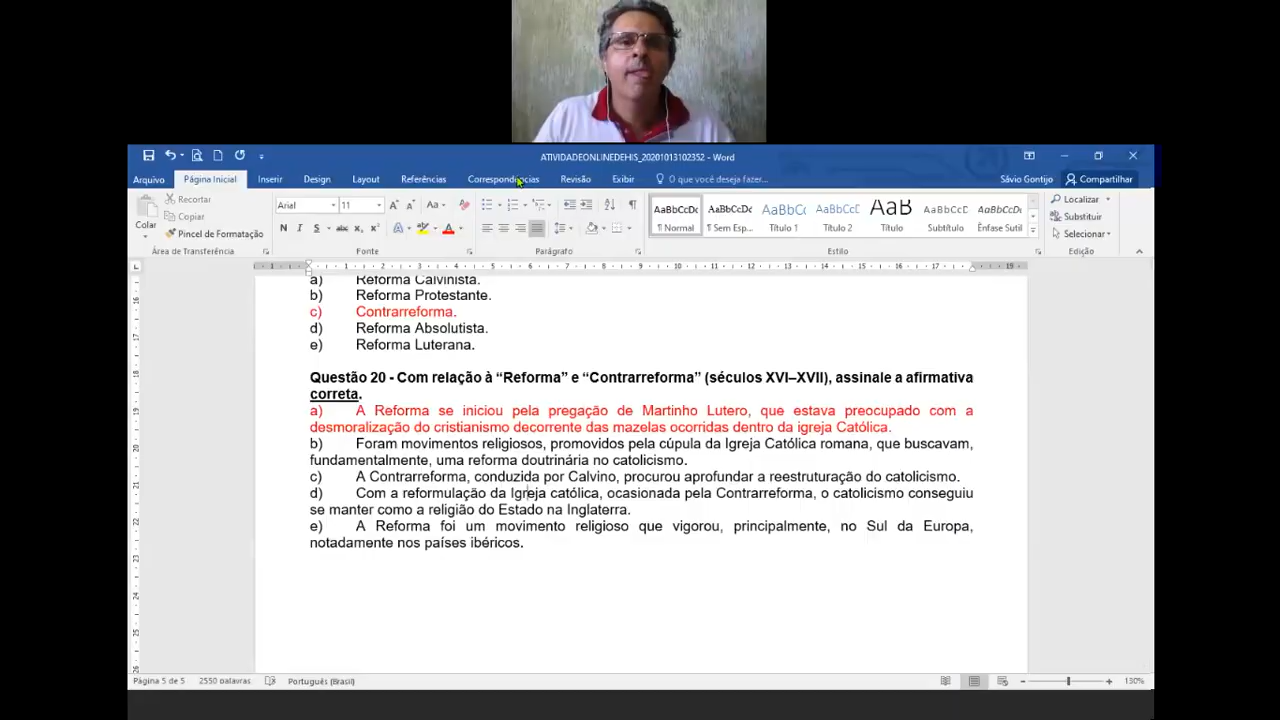 ATIVIDADEONLINEDEHIS_20201013102352 - Word
Arquivo Página Inicial Inserir Design Layout Referências Correspondências Revisão Exibir O que você deseja fazer... Sávio Gontijo Compartilhar
Recortar
Copiar
Pincel de Formatação
Colar
Área de Transferência
Arial 11
N I S abc x₂ x²
Fonte
Parágrafo
AaBbCcDc AaBbCcDc AaBbCc AaBbCcD AaB AaBbCcD AaBbCcDc
¶ Normal ¶ Sem Esp... Título 1 Título 2 Título Subtítulo Ênfase Sutil
Estilo
Localizar
Substituir
Selecionar
Edição
a) Reforma Calvinista.
b) Reforma Protestante.
c) Contrarreforma.
d) Reforma Absolutista.
e) Reforma Luterana.
Questão 20 - Com relação à “Reforma” e “Contrarreforma” (séculos XVI–XVII), assinale a afirmativa
correta.
a) A Reforma se iniciou pela pregação de Martinho Lutero, que estava preocupado com a
desmoralização do cristianismo decorrente das mazelas ocorridas dentro da igreja Católica.
b) Foram movimentos religiosos, promovidos pela cúpula da Igreja Católica romana, que buscavam,
fundamentalmente, uma reforma doutrinária no catolicismo.
c) A Contrarreforma, conduzida por Calvino, procurou aprofundar a reestruturação do catolicismo.
d) Com a reformulação da Igreja católica, ocasionada pela Contrarreforma, o catolicismo conseguiu
se manter como a religião do Estado na Inglaterra.
e) A Reforma foi um movimento religioso que vigorou, principalmente, no Sul da Europa,
notadamente nos países ibéricos.
Página 5 de 5 2550 palavras Português (Brasil) 130%